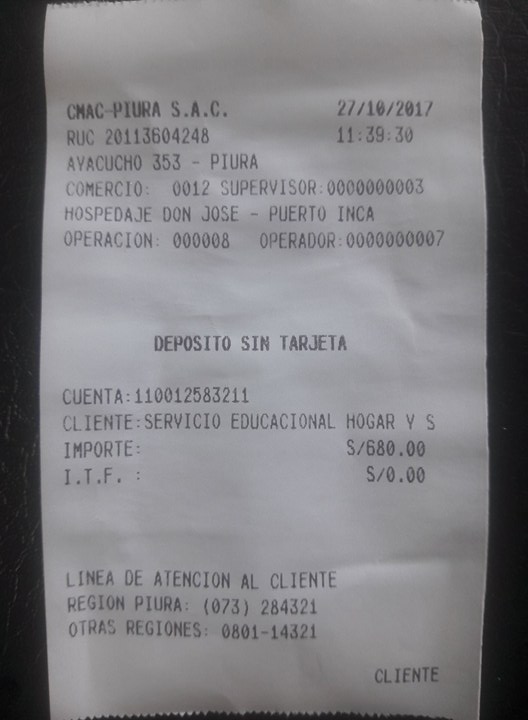 CMAC-PIURA S.A.C. 27/10/2017
RUC 20113604248 11:39:30
AYACUCHO 353 - PIURA
COMERCIO: 0012 SUPERVISOR:0000000003
HOSPEDAJE DON JOSE - PUERTO INCA
OPERACION: 000008 OPERADOR:0000000007
DEPOSITO SIN TARJETA
CUENTA:110012583211
CLIENTE:SERVICIO EDUCACIONAL HOGAR Y S
IMPORTE: S/680.00
I.T.F. : S/0.00
LINEA DE ATENCION AL CLIENTE
REGION PIURA: (073) 284321
OTRAS REGIONES: 0801-14321
CLIENTE